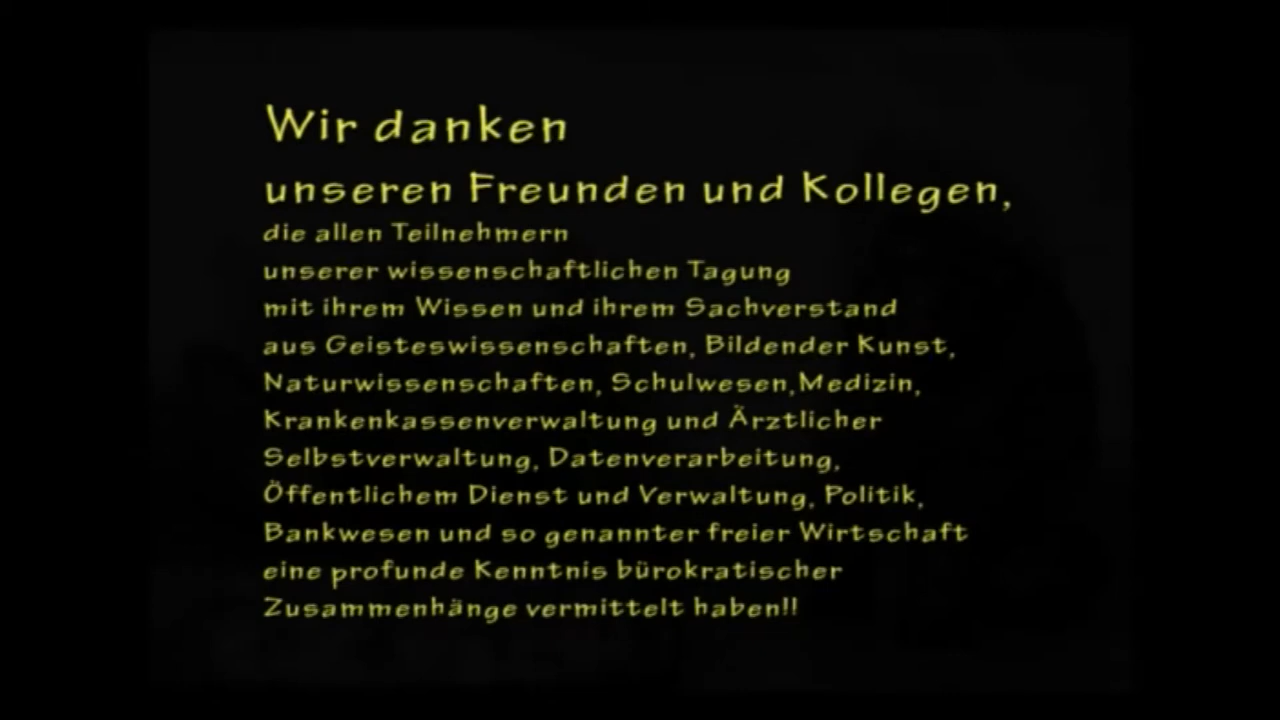 Wir danken
unseren Freunden und Kollegen,
die allen Teilnehmern
unserer wissenschaftlichen Tagung
mit ihrem Wissen und ihrem Sachverstand
aus Geisteswissenschaften, Bildender Kunst,
Naturwissenschaften, Schulwesen,Medizin,
Krankenkassenverwaltung und Ärztlicher
Selbstverwaltung, Datenverarbeitung,
Öffentlichem Dienst und Verwaltung, Politik,
Bankwesen und so genannter freier Wirtschaft
eine profunde Kenntnis bürokratischer
Zusammenhänge vermittelt haben!!